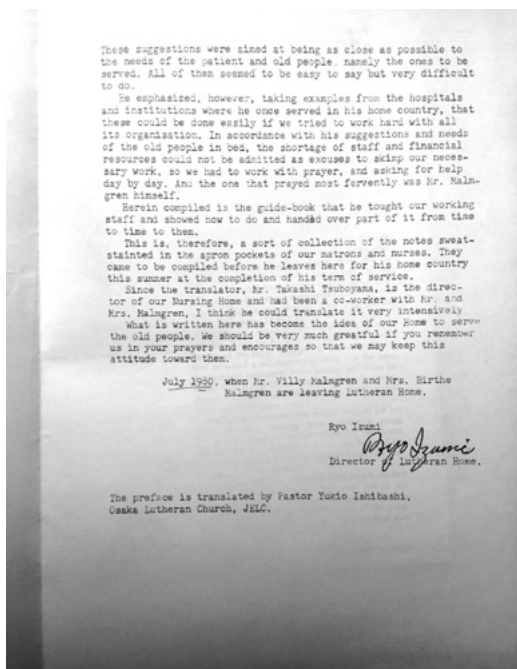 These suggestions were aimed at being as close as possible to
the needs of the patient and old people. namely the ones to be
served. All of them seemed to be easy to say but very difficult
to do.
He emphasized, however, taking examples from the hospitals
and institutions where he once served in his home country, that
these could be done easily if we tried to work hard with all
its organisation. In accordance with his suggestions and needs
of the old people in bed, the shortage of staff and financial
resources could not be admitted as excuses to skimp our neces-
sary work, so we had to work with prayer, and asking for help
day by day. And the one that prayed most fervently was Mr. Malm-
gren himself.
Herein compiled is the guide-book that he tought our working
staff and showed how to do and handed over part of it from time
to time to them.
This is, therefore, a sort of collection of the notes sweat-
stainted in the apron pockets of our matrons and nurses. They
came to be compiled before he leaves here for his home country
this summer at the completion of his term of service.
Since the translator, Mr. Takashi Tsuboyama, is the direc-
tor of our Nursing Home and had been a co-worker with Mr. and
Mrs. Malmgren, I think he could translate it very intensively
What is written here has become the idea of our Home to serve
the old people. We should be very much greatful if you remember
us in your prayers and encourages so that we may keep this
attitude toward them.
July 1980, when Mr. Villy Malmgren and Mrs. Birthe
Malmgren are leaving Lutheran Home.
Ryo Izumi
Ryo Izumi
Director of Lutheran Home.
The preface is translated by Pastor Yukio Ishibashi,
Osaka Lutheran Church, JELC.